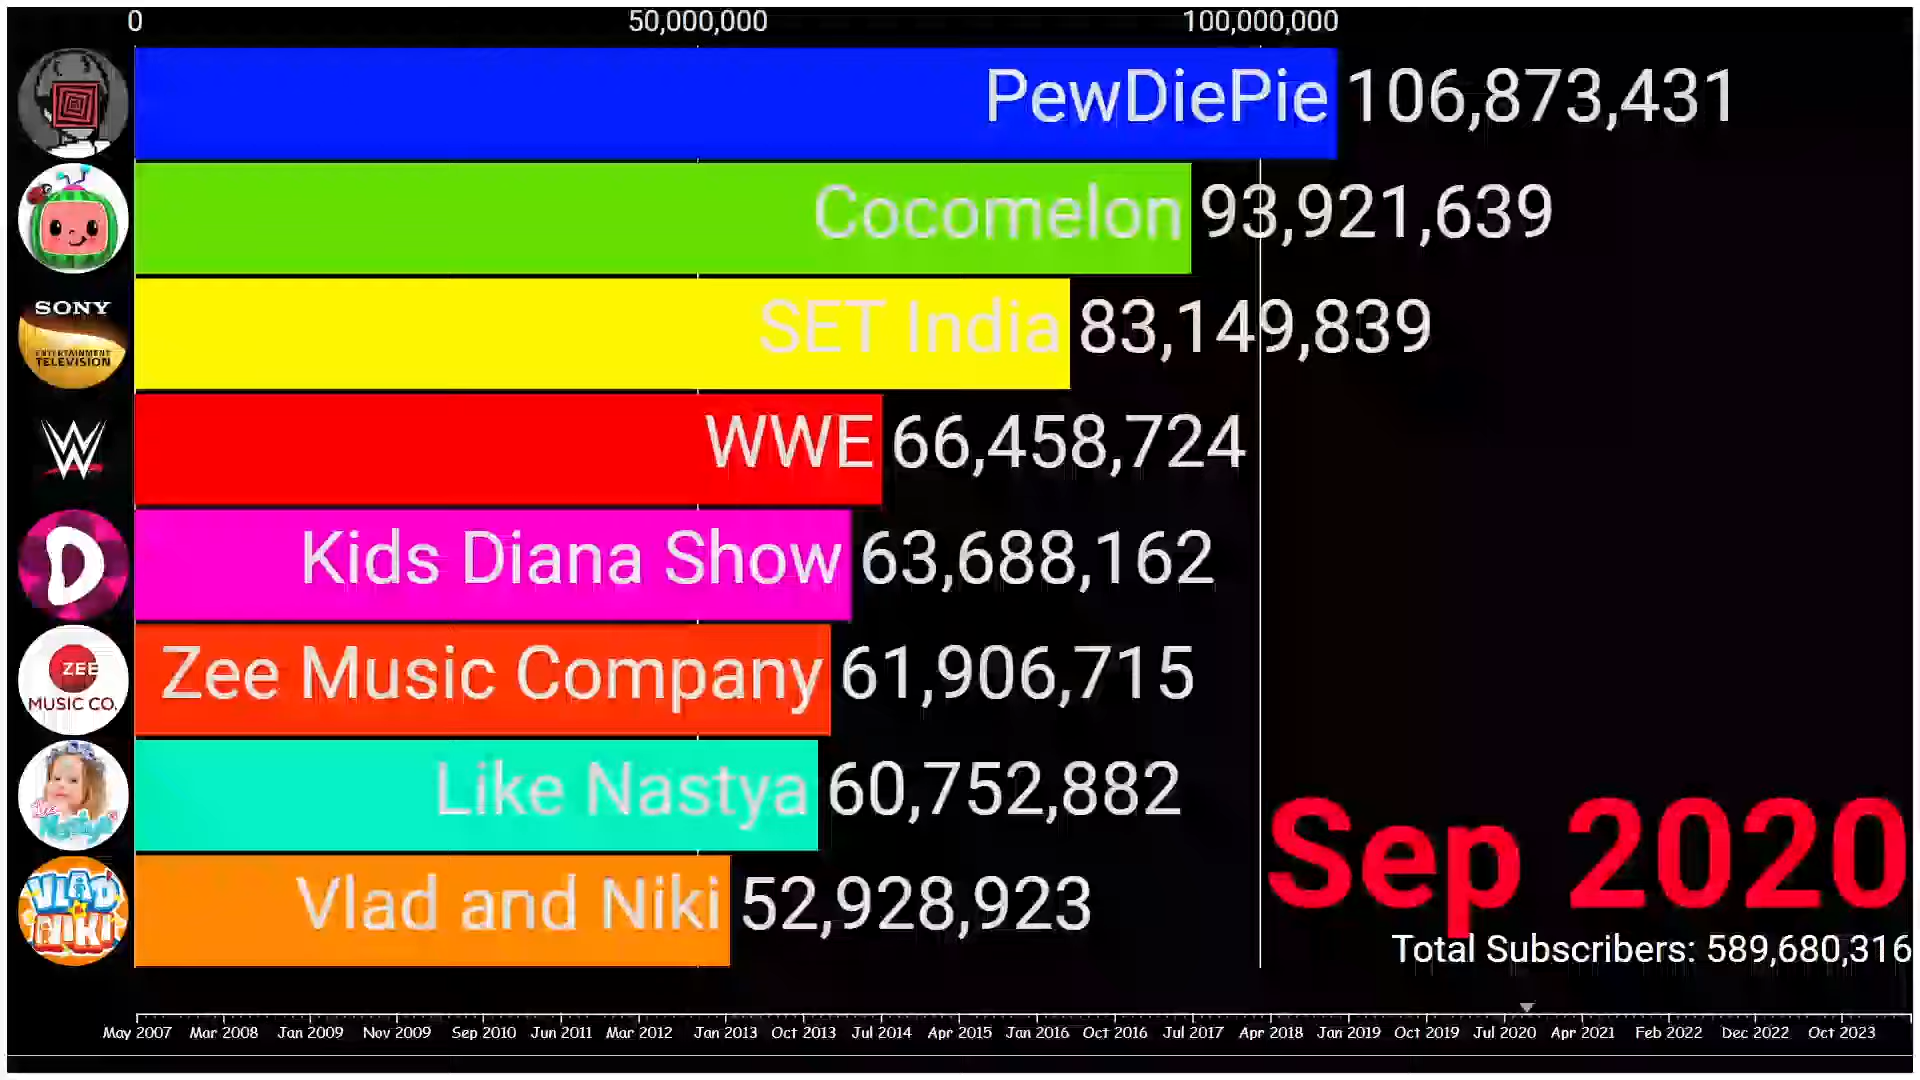 0 50,000,000 100,000,000
PewDiePie 106,873,431
Cocomelon 93,921,639
SONY
ENTERTAINMENT
TELEVISION
SET India 83,149,839
W WWE 66,458,724
D Kids Diana Show 63,688,162
ZEE
MUSIC CO.
Zee Music Company 61,906,715
Like Nastya 60,752,882
VLAD
NIKI
Vlad and Niki 52,928,923
Sep 2020
Total Subscribers: 589,680,316
May 2007 Mar 2008 Jan 2009 Nov 2009 Sep 2010 Jun 2011 Mar 2012 Jan 2013 Oct 2013 Jul 2014 Apr 2015 Jan 2016 Oct 2016 Jul 2017 Apr 2018 Jan 2019 Oct 2019 Jul 2020 Apr 2021 Feb 2022 Dec 2022 Oct 2023